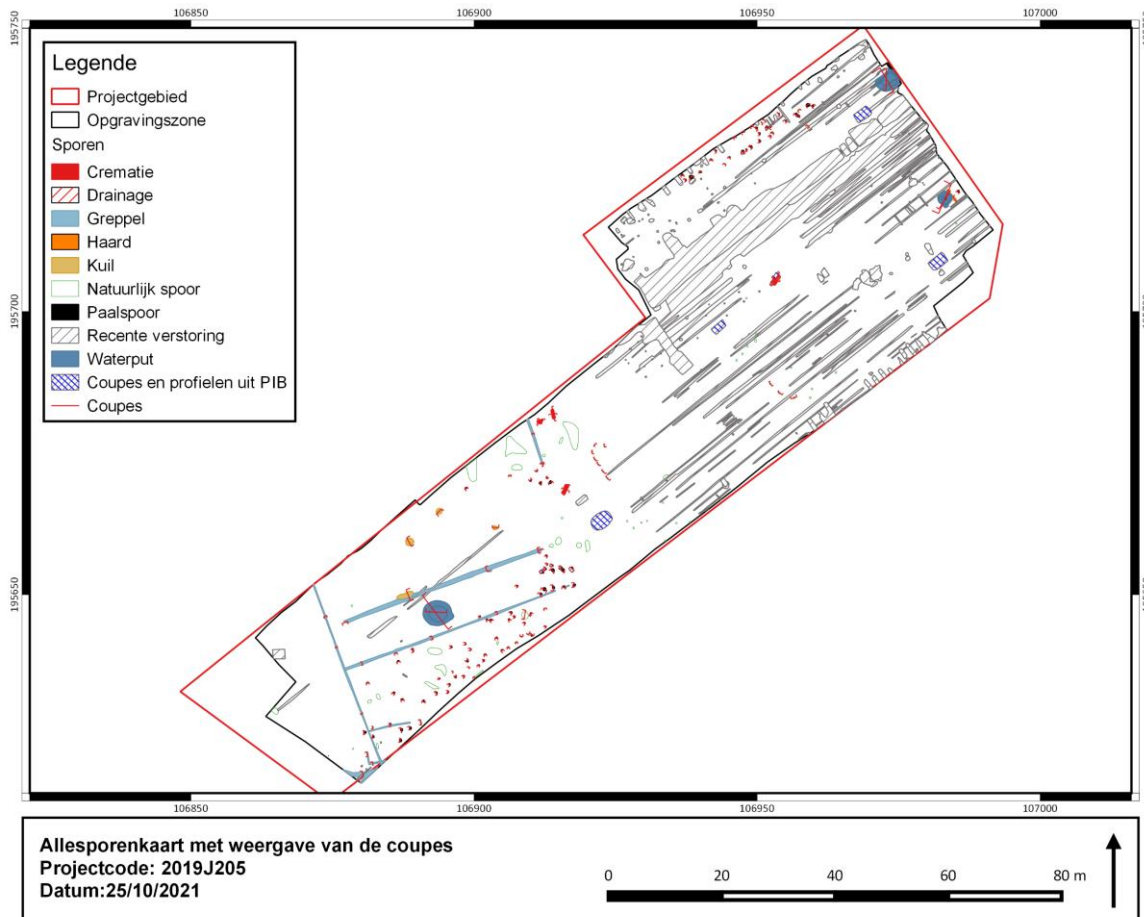 106850 106900 106950 107000
195750
Legende
Projectgebied
Opgravingszone
Sporen
Crematie
Drainage
Greppel
Haard
Kuil
Natuurlijk spoor
Paalspoor
Recente verstoring
Waterput
Coupes en profielen uit PIB
Coupes
195700
195650
106850 106900 106950 107000
Allesporenkaart met weergave van de coupes
Projectcode: 2019J205
Datum:25/10/2021
0 20 40 60 80 m